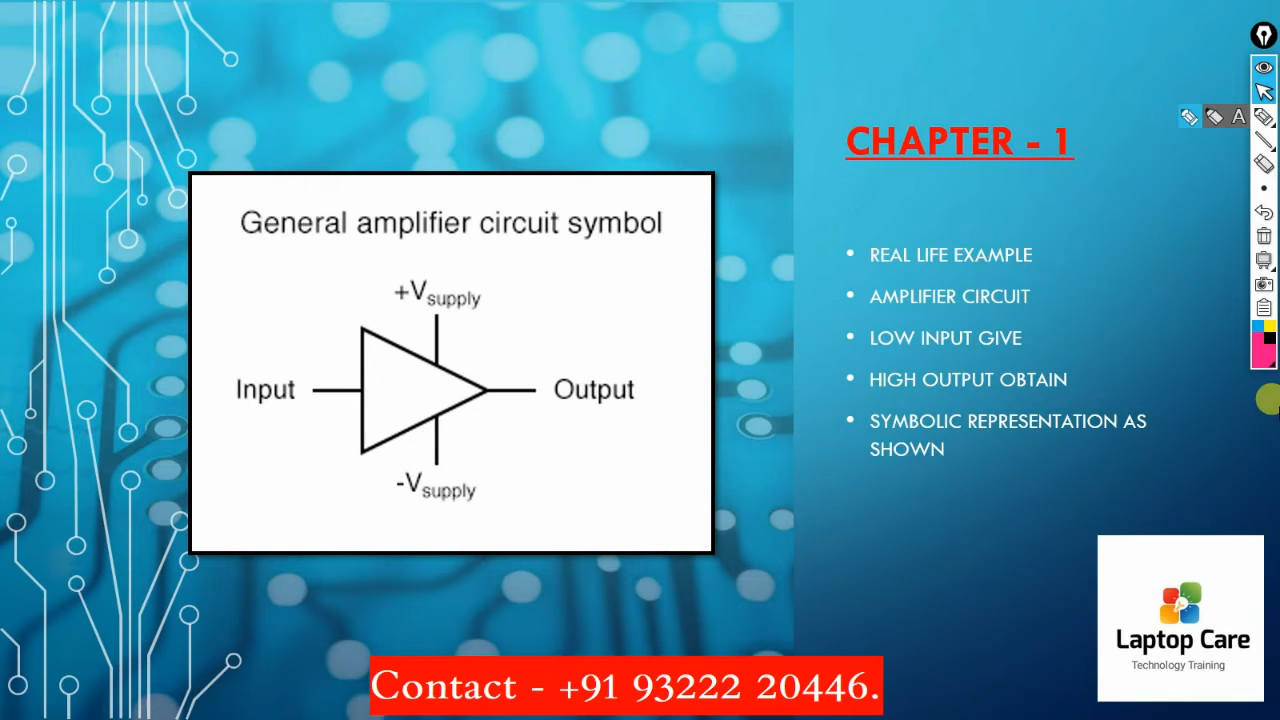 General amplifier circuit symbol
+Vsupply
Input
Output
-Vsupply
CHAPTER - 1
• REAL LIFE EXAMPLE
• AMPLIFIER CIRCUIT
• LOW INPUT GIVE
• HIGH OUTPUT OBTAIN
• SYMBOLIC REPRESENTATION AS
SHOWN
A
Laptop Care
Technology Training
Contact - +91 93222 20446.